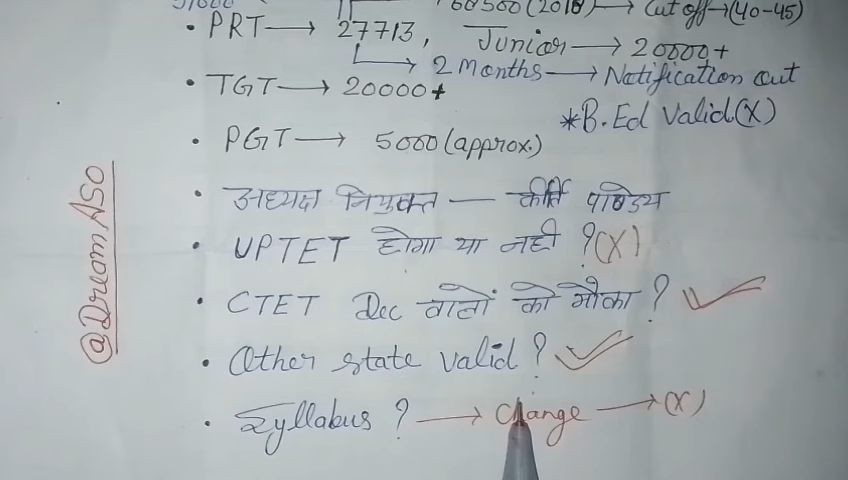 68500 (2018) → Cut off → (40-45)
• PRT → 27713, Junior → 20000+
→ 2 Months → Notification out
• TGT → 20000+
*B.Ed Valid (X)
• PGT → 5000 (approx.)
• अध्यक्ष नियुक्त — कीर्ति पाण्डेय
• UPTET होगा या नही ? (X)
• CTET Dec वालों को मौका ? ✓
• Other state valid ? ✓
• Syllabus ? → Change → (X)
@DreamASO